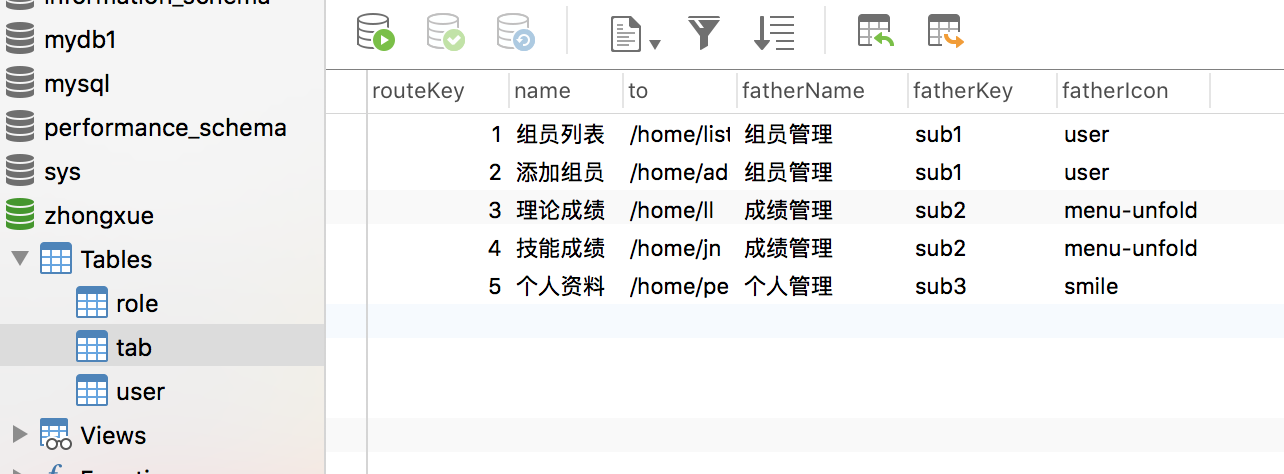 information_schema
mydb1
mysql
performance_schema
sys
zhongxue
Tables
role
tab
user
Views
routeKey name to fatherName fatherKey fatherIcon
1 组员列表 /home/list 组员管理 sub1 user
2 添加组员 /home/ad 组员管理 sub1 user
3 理论成绩 /home/ll 成绩管理 sub2 menu-unfold
4 技能成绩 /home/jn 成绩管理 sub2 menu-unfold
5 个人资料 /home/pe 个人管理 sub3 smile